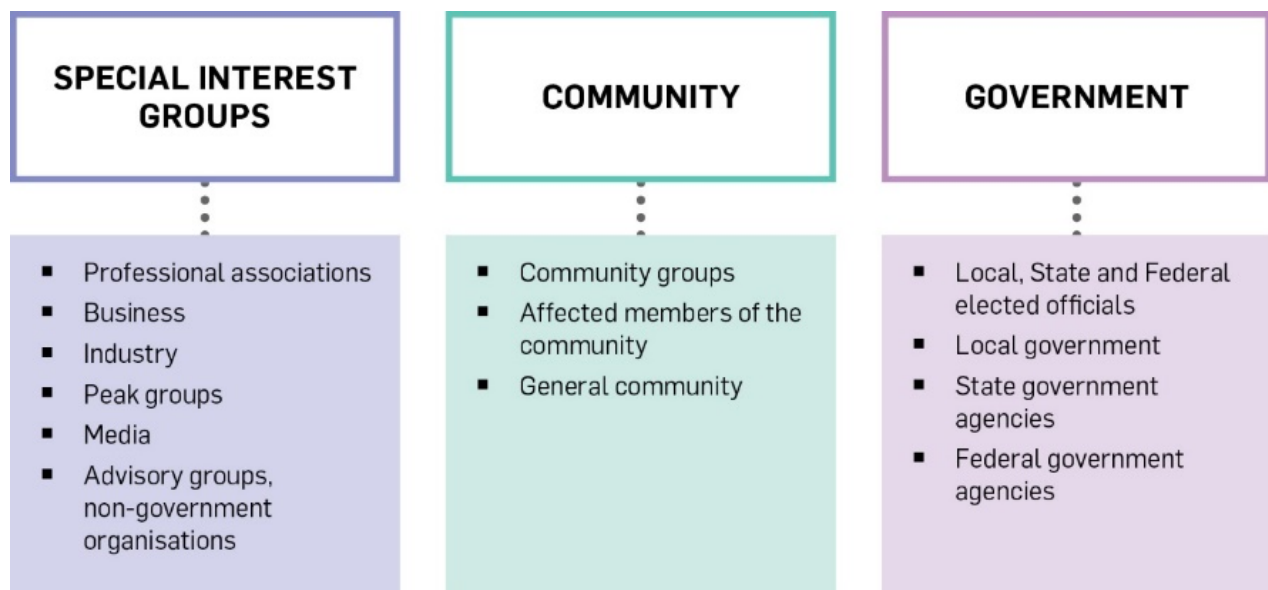 SPECIAL INTEREST
GROUPS
■ Professional associations
■ Business
■ Industry
■ Peak groups
■ Media
■ Advisory groups,
non-government
organisations
COMMUNITY
■ Community groups
■ Affected members of the
community
■ General community
GOVERNMENT
■ Local, State and Federal
elected officials
■ Local government
■ State government
agencies
■ Federal government
agencies